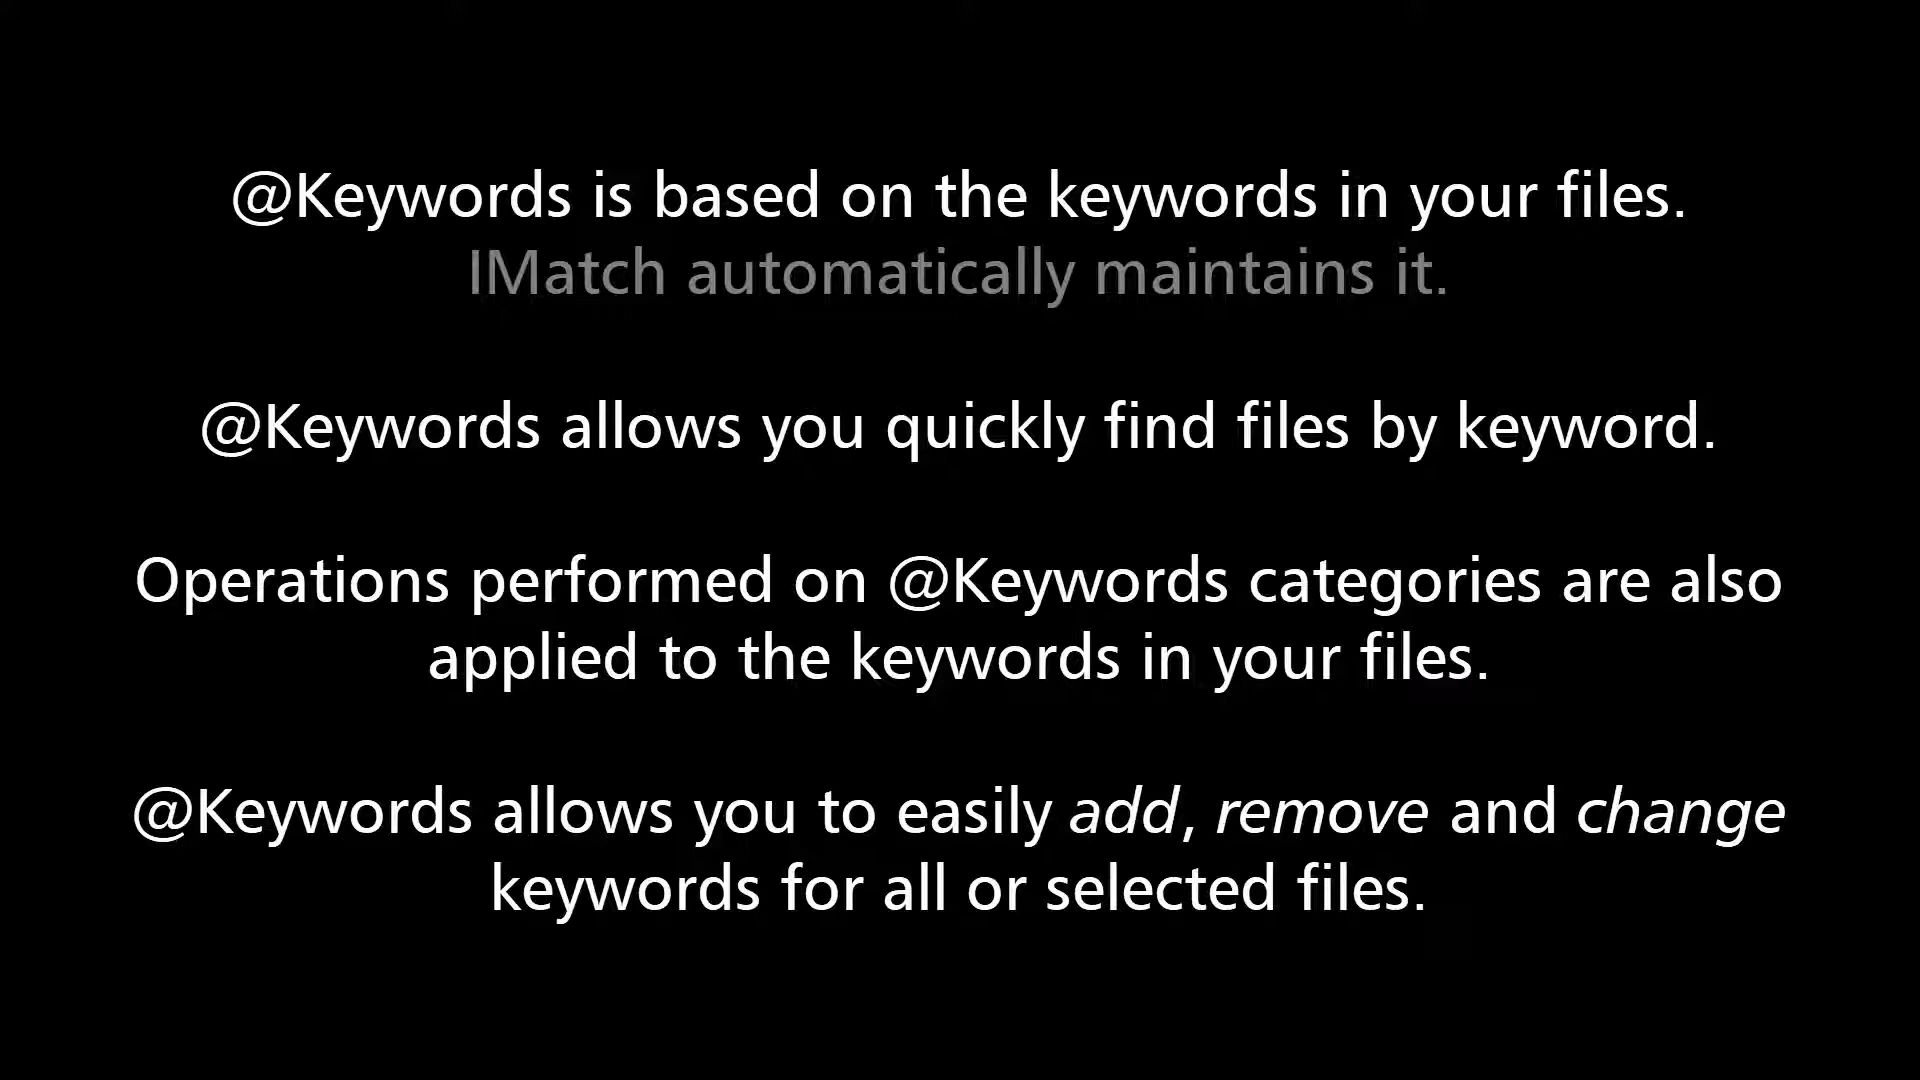 @Keywords is based on the keywords in your files.
IMatch automatically maintains it.
@Keywords allows you quickly find files by keyword.
Operations performed on @Keywords categories are also
applied to the keywords in your files.
@Keywords allows you to easily add, remove and change
keywords for all or selected files.